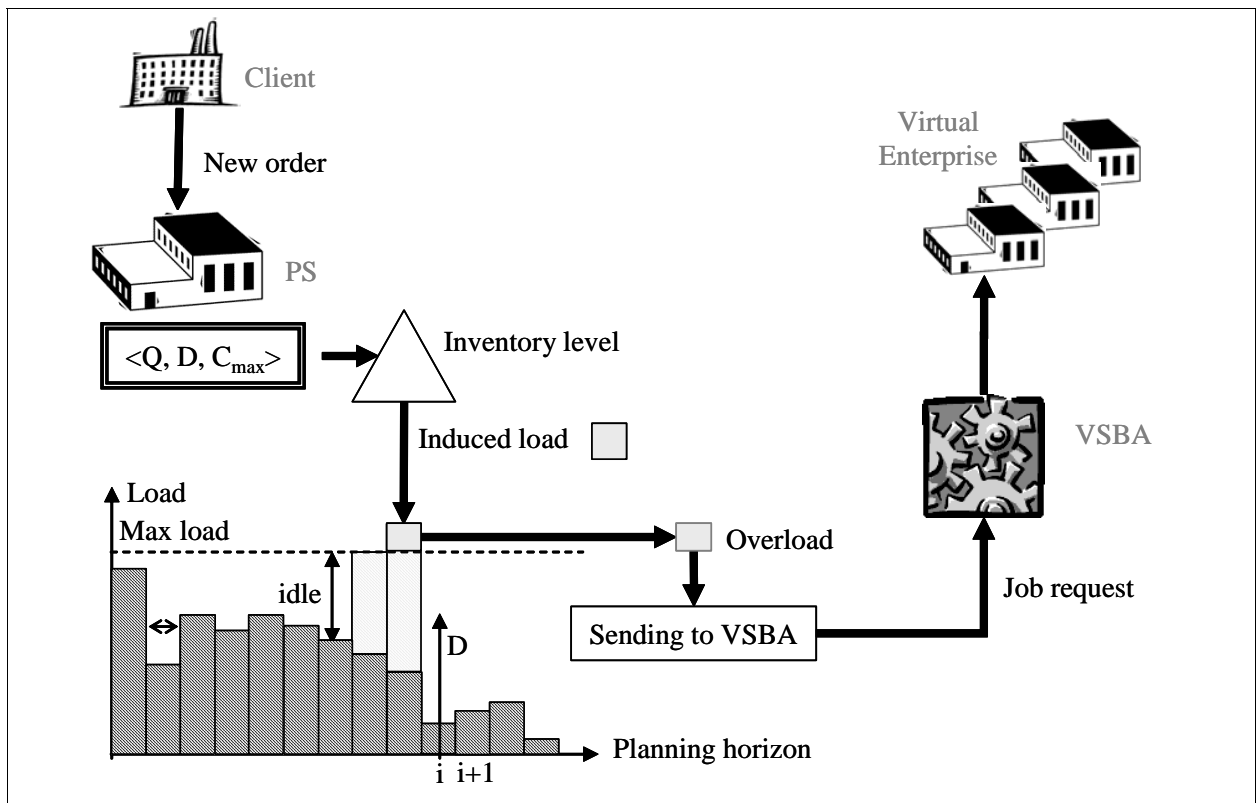 Client
New order
PS
<Q, D, Cmax>
Inventory level
Induced load
Virtual
Enterprise
VSBA
Load
Max load
idle
D
Overload
Sending to VSBA
Job request
Planning horizon
i
i+1